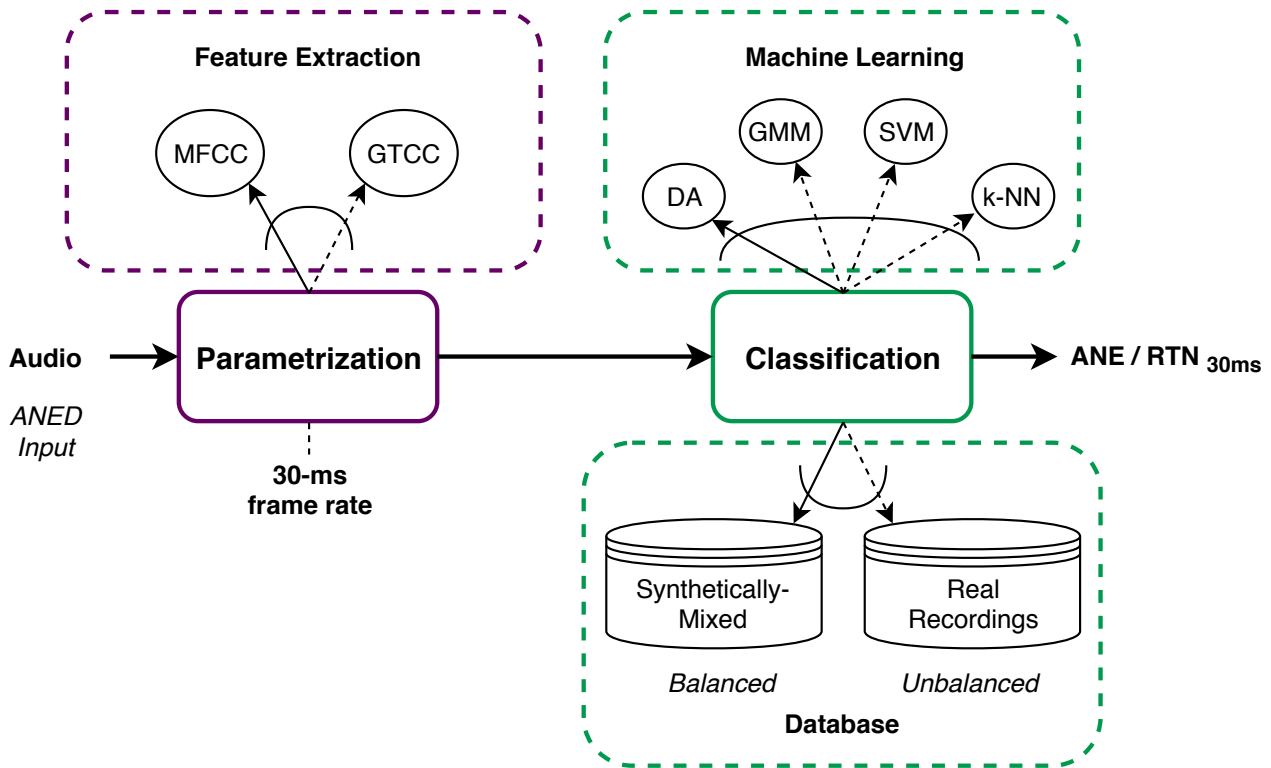 Feature Extraction
MFCC
GTCC
Machine Learning
DA
GMM
SVM
k-NN
Audio
ANED
Input
Parametrization
30-ms
frame rate
Classification
ANE / RTN 30ms
Synthetically-
Mixed
Balanced
Real
Recordings
Unbalanced
Database